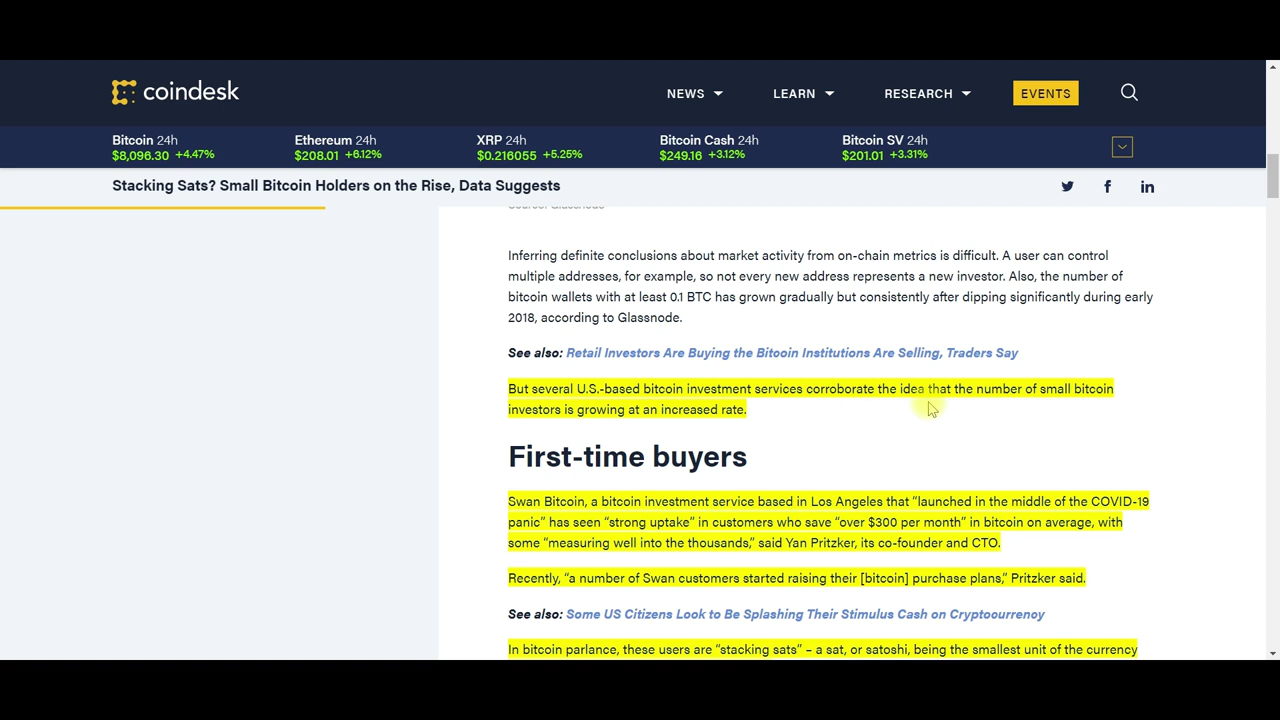 coindesk
NEWS
LEARN
RESEARCH
EVENTS
Bitcoin 24h
$8,096.30 +4.47%
Ethereum 24h
$208.01 +6.12%
XRP 24h
$0.216055 +5.25%
Bitcoin Cash 24h
$249.16 +3.12%
Bitcoin SV 24h
$201.01 +3.31%
Stacking Sats? Small Bitcoin Holders on the Rise, Data Suggests
Source: Glassnode
Inferring definite conclusions about market activity from on-chain metrics is difficult. A user can control
multiple addresses, for example, so not every new address represents a new investor. Also, the number of
bitcoin wallets with at least 0.1 BTC has grown gradually but consistently after dipping significantly during early
2018, according to Glassnode.
See also: Retail Investors Are Buying the Bitcoin Institutions Are Selling, Traders Say
But several U.S.-based bitcoin investment services corroborate the idea that the number of small bitcoin
investors is growing at an increased rate.
First-time buyers
Swan Bitcoin, a bitcoin investment service based in Los Angeles that “launched in the middle of the COVID-19
panic” has seen “strong uptake” in customers who save “over $300 per month” in bitcoin on average, with
some “measuring well into the thousands,” said Yan Pritzker, its co-founder and CTO.
Recently, “a number of Swan customers started raising their [bitcoin] purchase plans,” Pritzker said.
See also: Some US Citizens Look to Be Splashing Their Stimulus Cash on Cryptocurrency
In bitcoin parlance, these users are “stacking sats” – a sat, or satoshi, being the smallest unit of the currency